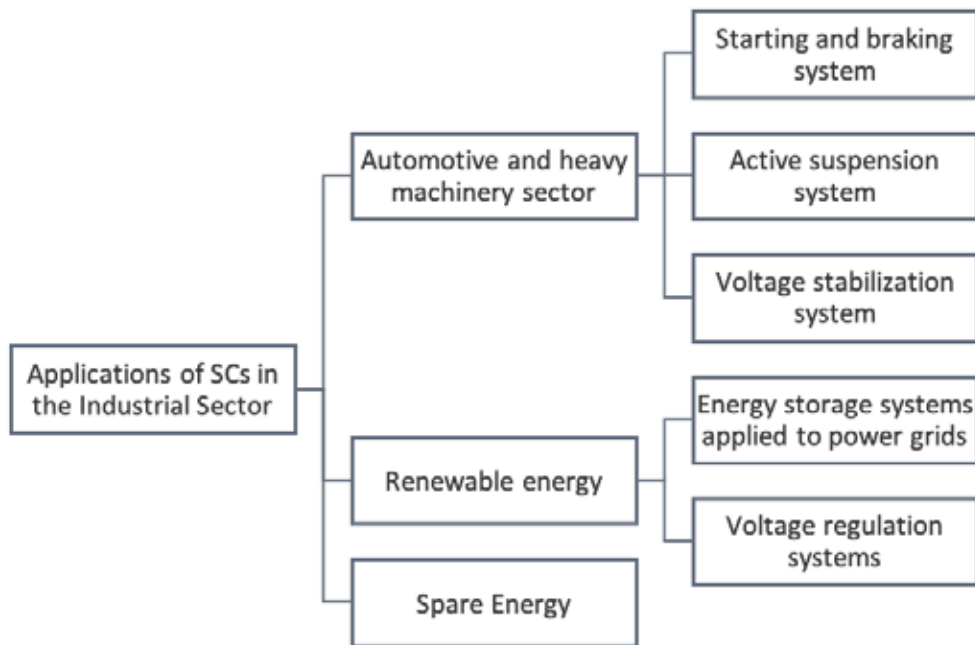 Applications of SCs in
the Industrial Sector
Automotive and heavy
machinery sector
Starting and braking
system
Active suspension
system
Voltage stabilization
system
Renewable energy
Energy storage systems
applied to power grids
Voltage regulation
systems
Spare Energy